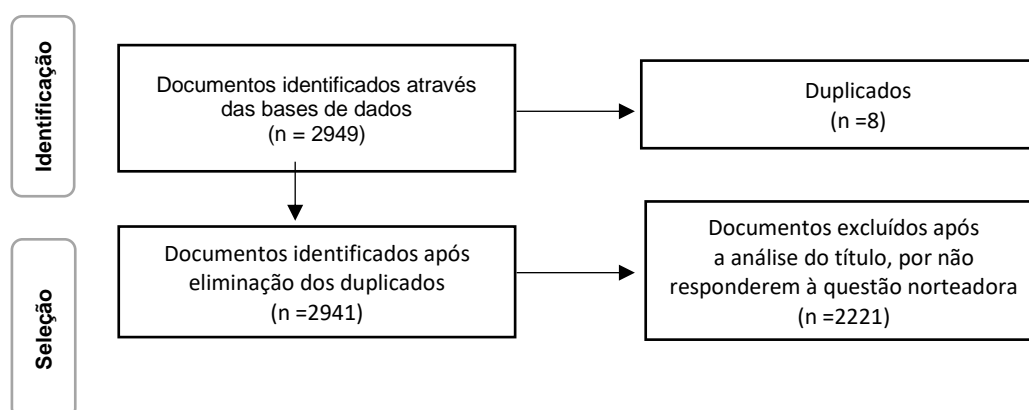 Identificação
Documentos identificados através
das bases de dados
(n = 2949)
Duplicados
(n =8)
Seleção
Documentos identificados após
eliminação dos duplicados
(n =2941)
Documentos excluídos após
a análise do título, por não
responderem à questão norteadora
(n =2221)